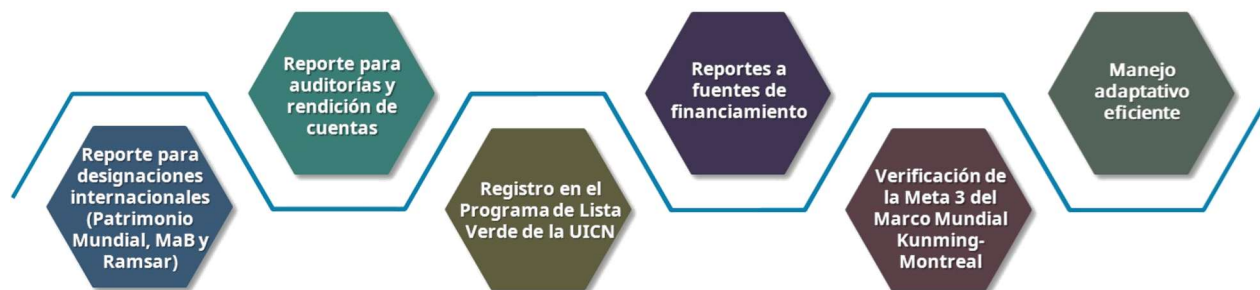 Reporte para
designaciones
internacionales
(Patrimonio
Mundial, MaB y
Ramsar)
Reporte para
auditorías y
rendición de
cuentas
Registro en el
Programa de Lista
Verde de la UICN
Reportes a
fuentes de
financiamiento
Verificación de
la Meta 3 del
Marco Mundial
Kunming-
Montreal
Manejo
adaptativo
eficiente